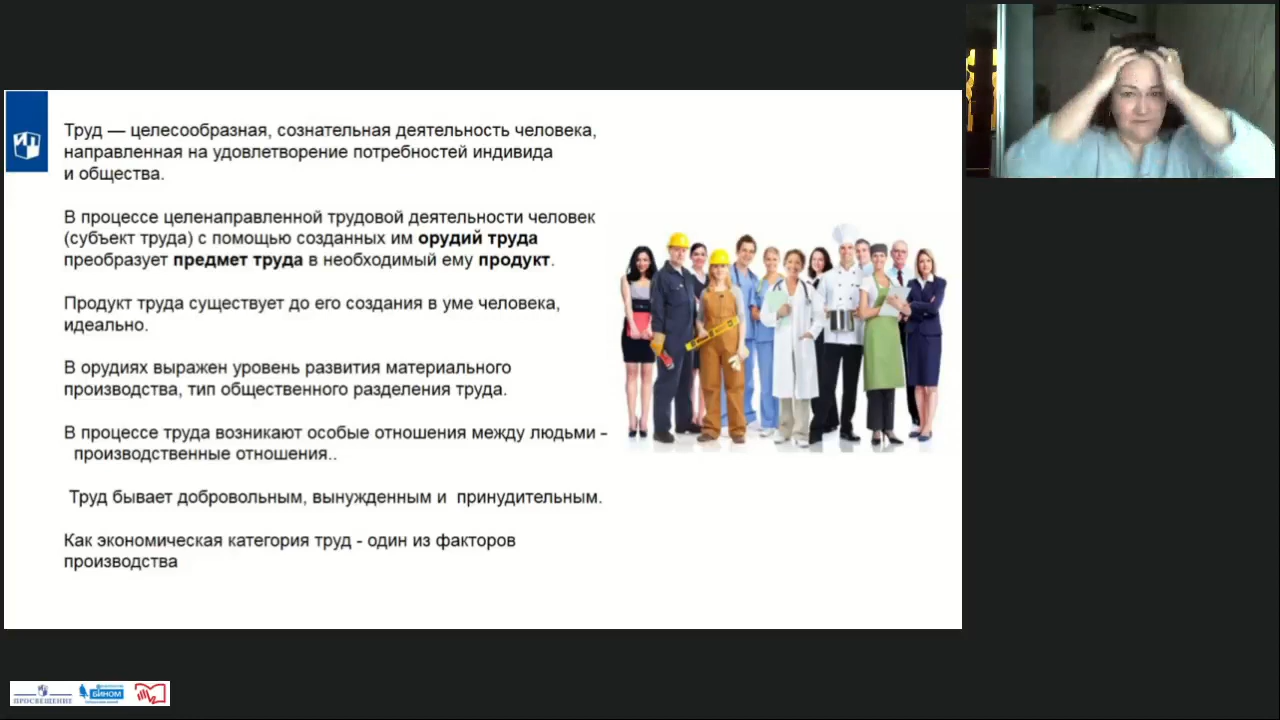 Труд — целесообразная, сознательная деятельность человека,
направленная на удовлетворение потребностей индивида
и общества.
В процессе целенаправленной трудовой деятельности человек
(субъект труда) с помощью созданных им орудий труда
преобразует предмет труда в необходимый ему продукт.
Продукт труда существует до его создания в уме человека,
идеально.
В орудиях выражен уровень развития материального
производства, тип общественного разделения труда.
В процессе труда возникают особые отношения между людьми –
производственные отношения..
Труд бывает добровольным, вынужденным и  принудительным.
Как экономическая категория труд - один из факторов
производства
ПРОСВЕЩЕНИЕ
БИНОМ